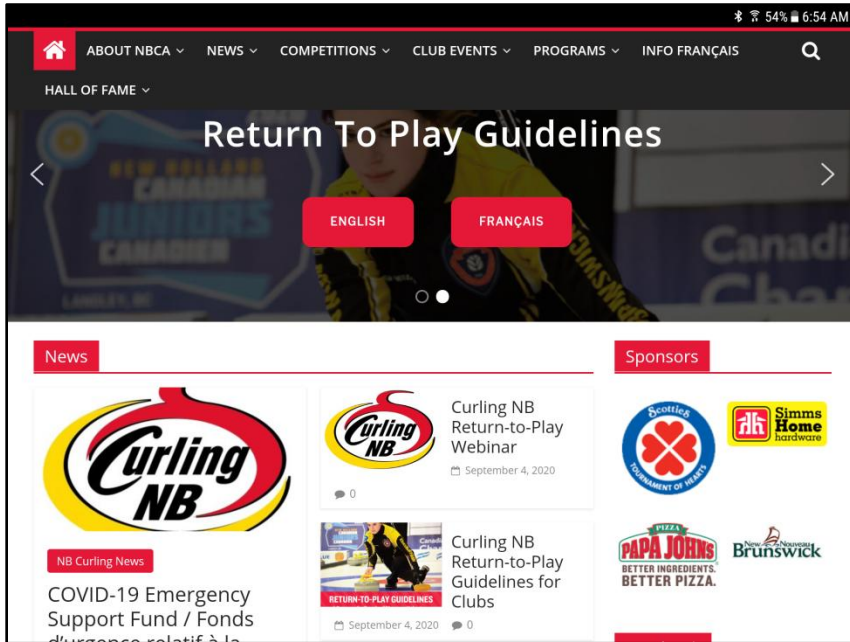 54% 6:54 AM
ABOUT NBCA NEWS COMPETITIONS CLUB EVENTS PROGRAMS INFO FRANÇAIS
HALL OF FAME
NEW HOLLAND
CANADIAN
JUNIORS
CANADIEN
LANGLEY, BC
Return To Play Guidelines
ENGLISH FRANÇAIS
News
Curling
NB
NB Curling News
COVID-19 Emergency
Support Fund / Fonds
d'urgence relatif à la
Curling
NB
Curling NB
Return-to-Play
Webinar
September 4, 2020
0
RETURN-TO-PLAY GUIDELINES
Curling NB
Return-to-Play
Guidelines for
Clubs
September 4, 2020 0
Sponsors
Scotties
TOURNAMENT OF HEARTS
Simms
Home
hardware
PIZZA
PAPA JOHNS
BETTER INGREDIENTS.
BETTER PIZZA.
New Nouveau
Brunswick